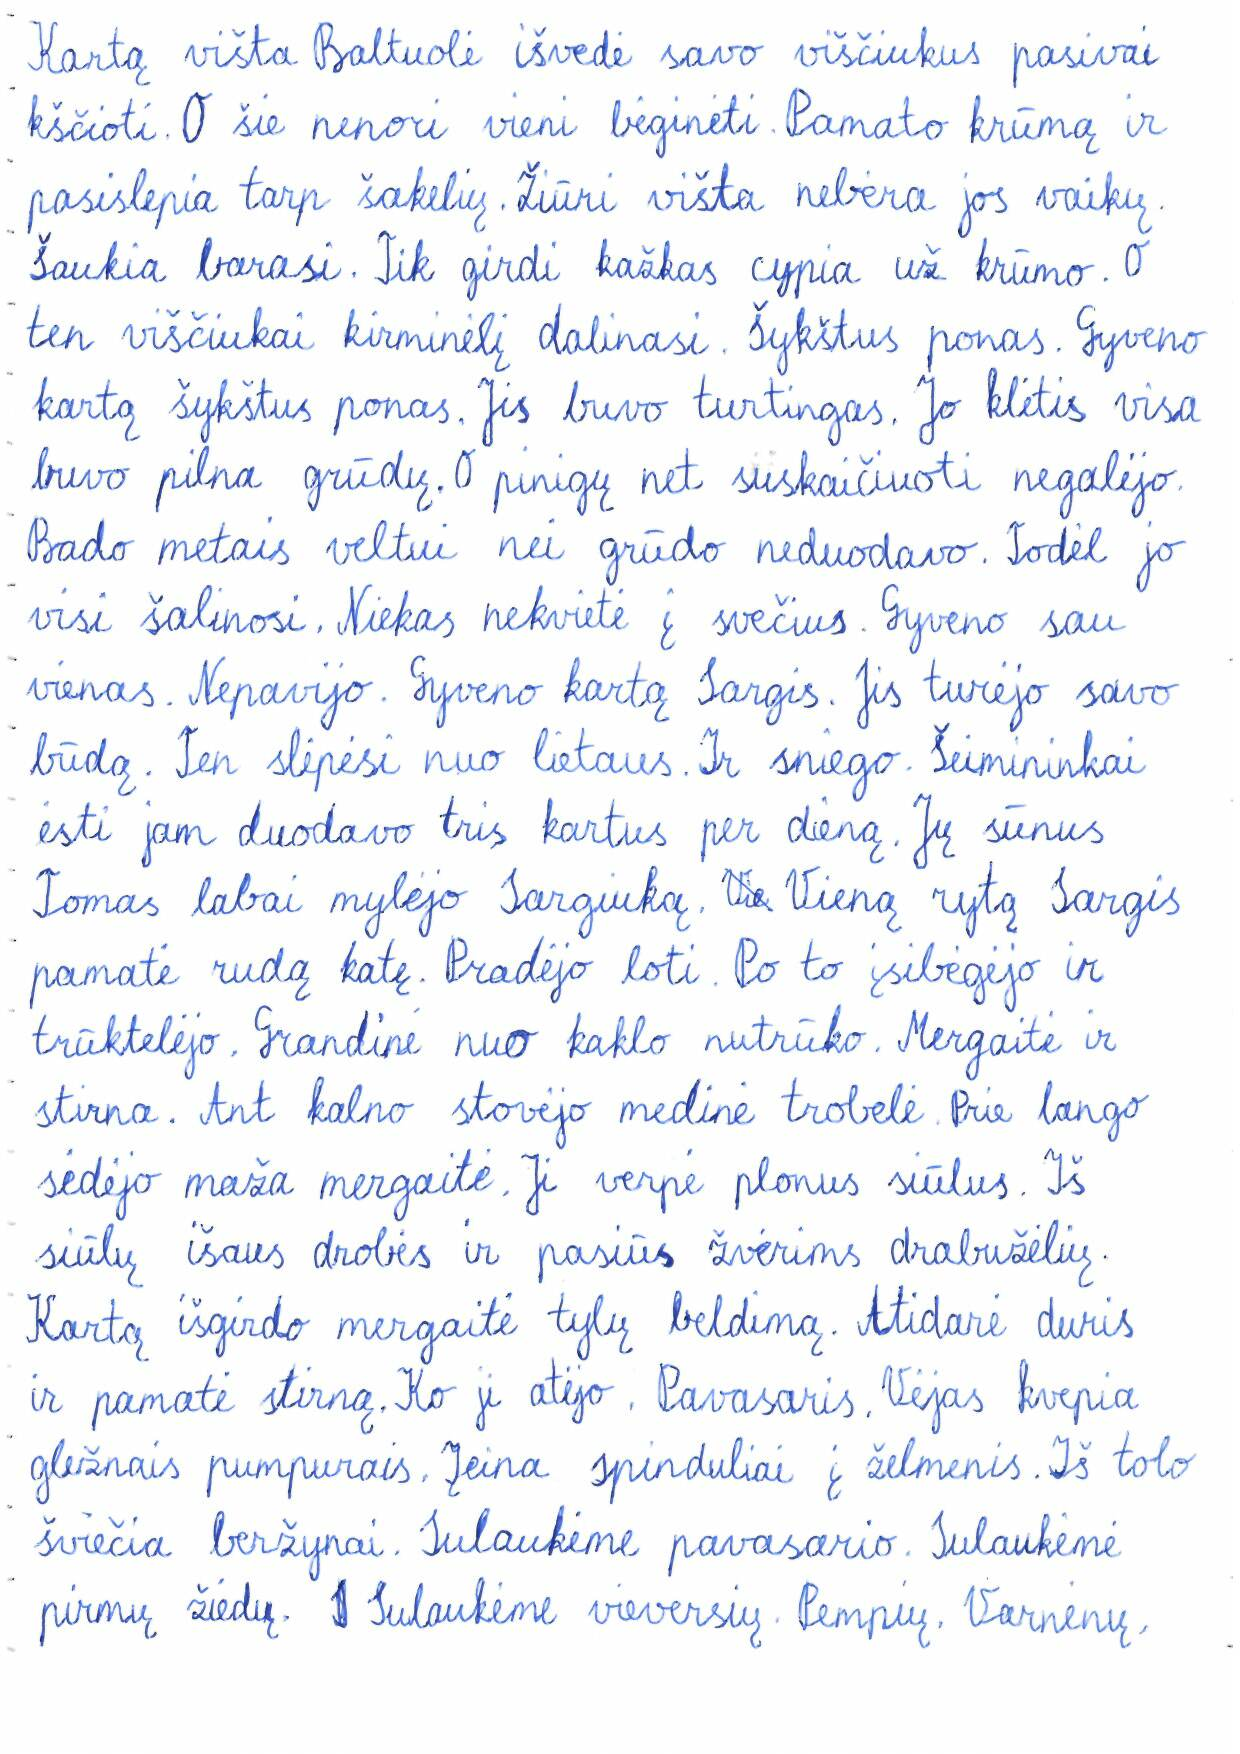 Kartą višta Baltuolė išvedė savo viščiukus pasivai
kščioti. O šie nenori vieni bėginėti. Pamato krūmą ir
pasislepia tarp šakelių. Žiūri višta nebėra jos vaikų.
Šaukia barasi. Tik girdi kažkas cypia už krūmo. O
ten viščiukai kirminėlį dalinasi. Šykštus ponas. Gyveno
kartą šykštus ponas. Jis buvo turtingas. Jo klėtis visa
buvo pilna grūdų. O pinigų net suskaičiuoti negalėjo.
Bado metais veltui nei grūdo neduodavo. Todėl jo
visi šalinosi. Niekas nekvietė į svečius. Gyveno sau
vienas. Nepavijo. Gyveno kartą Sargis. Jis turėjo savo
būdą. Ten slėpėsi nuo lietaus. Ir sniego. Šeimininkai
ėsti jam duodavo tris kartus per dieną. Jų sūnus
Tomas labai mylėjo Sargiuką. Vieną rytą Sargis
pamatė rudą katę. Pradėjo loti. Po to įsibėgėjo ir
trūktelėjo. Grandinė nuo kaklo nutrūko. Mergaitė ir
stirna. Ant kalno stovėjo medinė trobelė. Prie lango
sėdėjo maža mergaitė. Ji verpė plonus siūlus. Iš
siūlų išaus drobės ir pasiūs žvėrims drabužėlių.
Kartą išgirdo mergaitė tylų beldimą. Atidarė duris
ir pamatė stirną. Ko ji atėjo. Pavasaris. Vėjas kvepia
gležnais pumpurais. Įeina spinduliai į želmenis. Iš tolo
šviečia beržynai. Sulaukėme pavasario. Sulaukėmė
pirmų žiedų. Sulaukėme vieversių. Pempių. Varnėnų.